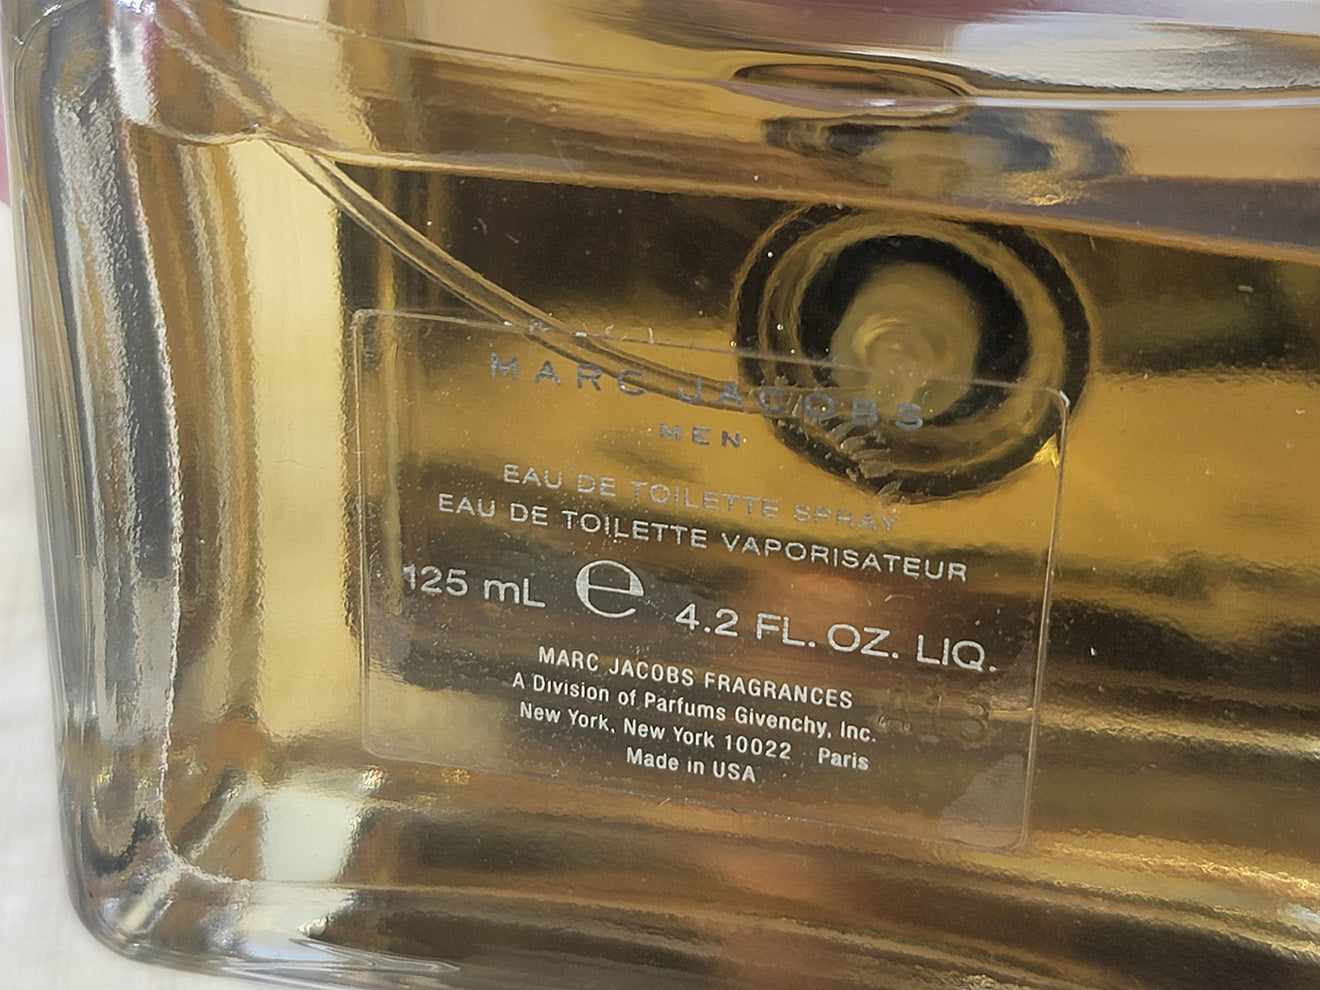 MARC JACOBS
MEN
EAU DE TOILETTE SPRAY
EAU DE TOILETTE VAPORISATEUR
125 mL e 4.2 FL. OZ. LIQ.
MARC JACOBS FRAGRANCES
A Division of Parfums Givenchy, Inc.
New York, New York 10022 Paris
Made in USA